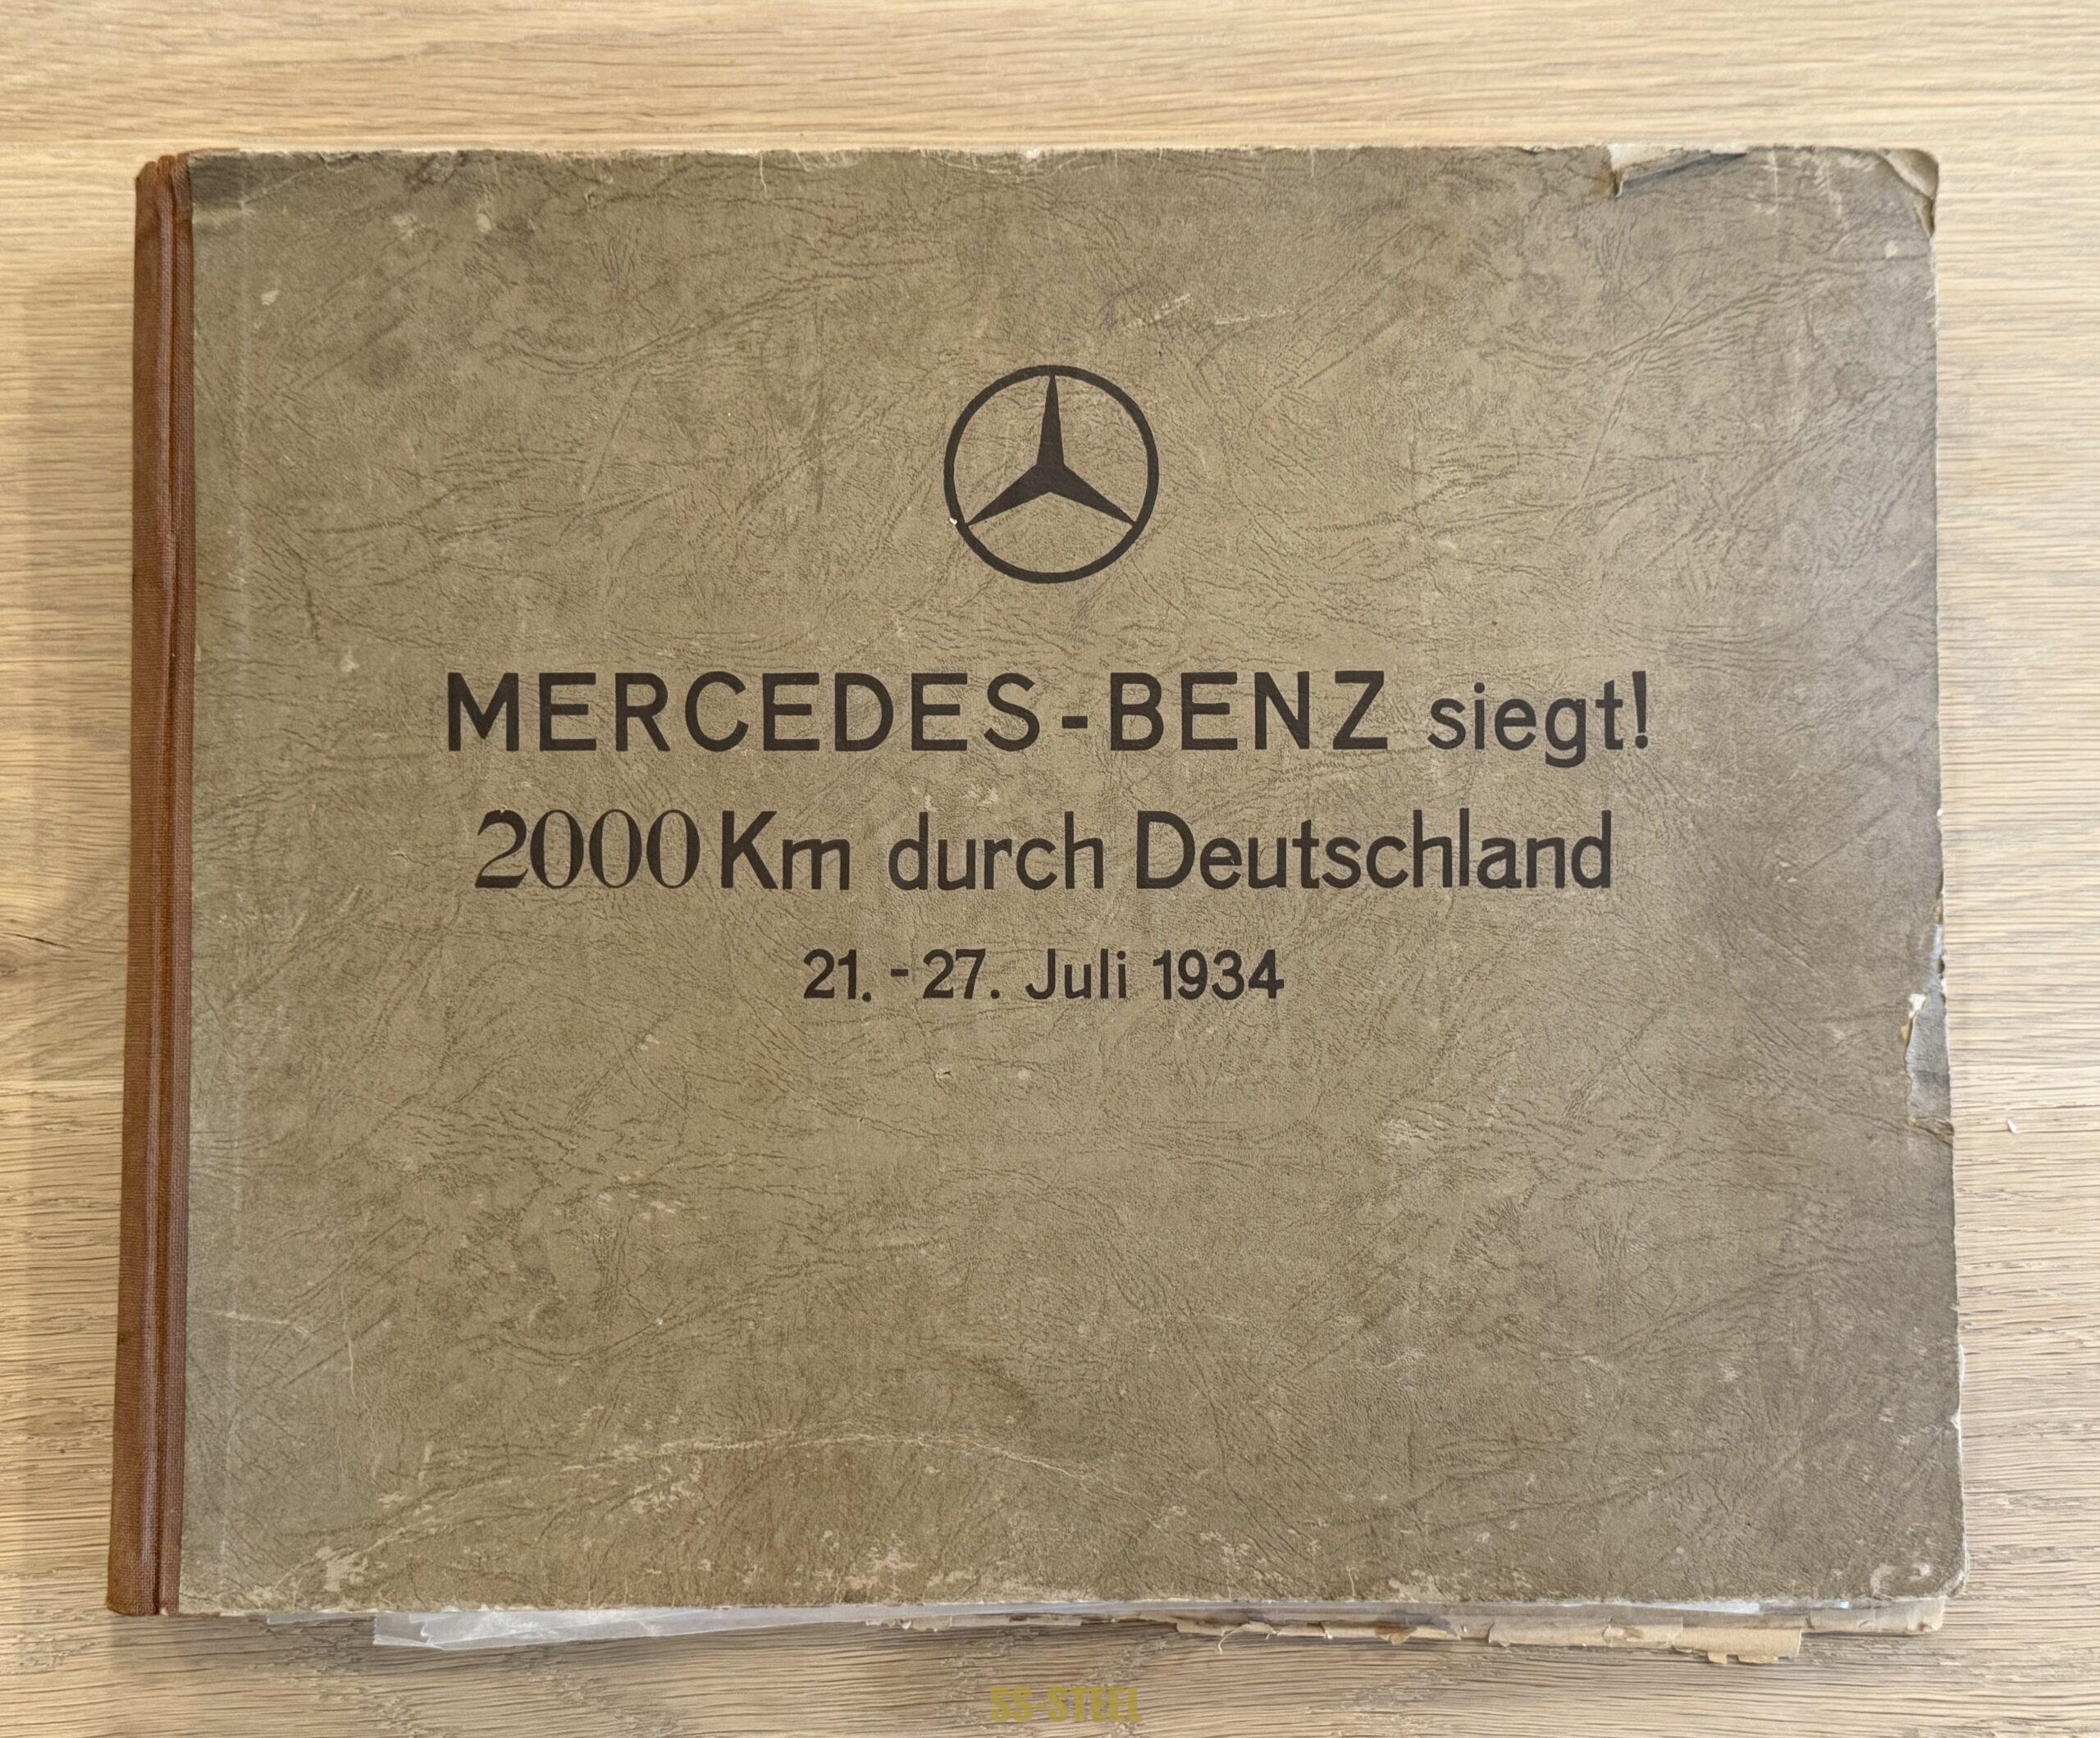 MERCEDES-BENZ siegt!
2000 Km durch Deutschland
21.-27. Juli 1934
SS-STEEL